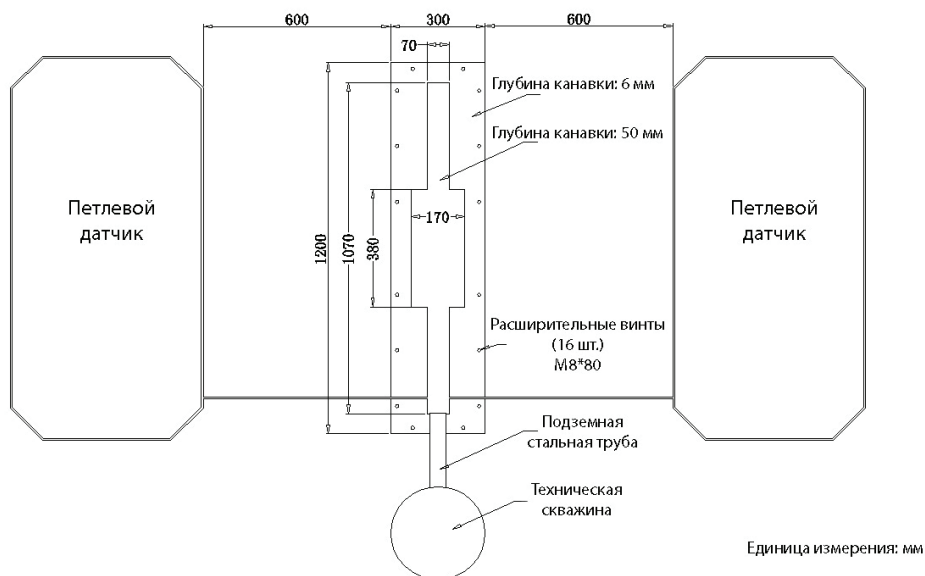 600
300
600
70
Глубина канавки: 6 мм
Глубина канавки: 50 мм
Петлевой
датчик
170
Петлевой
датчик
1200
1070
380
Расширительные винты
(16 шт.)
M8*80
Подземная
стальная труба
Техническая
скважина
Единица измерения: мм